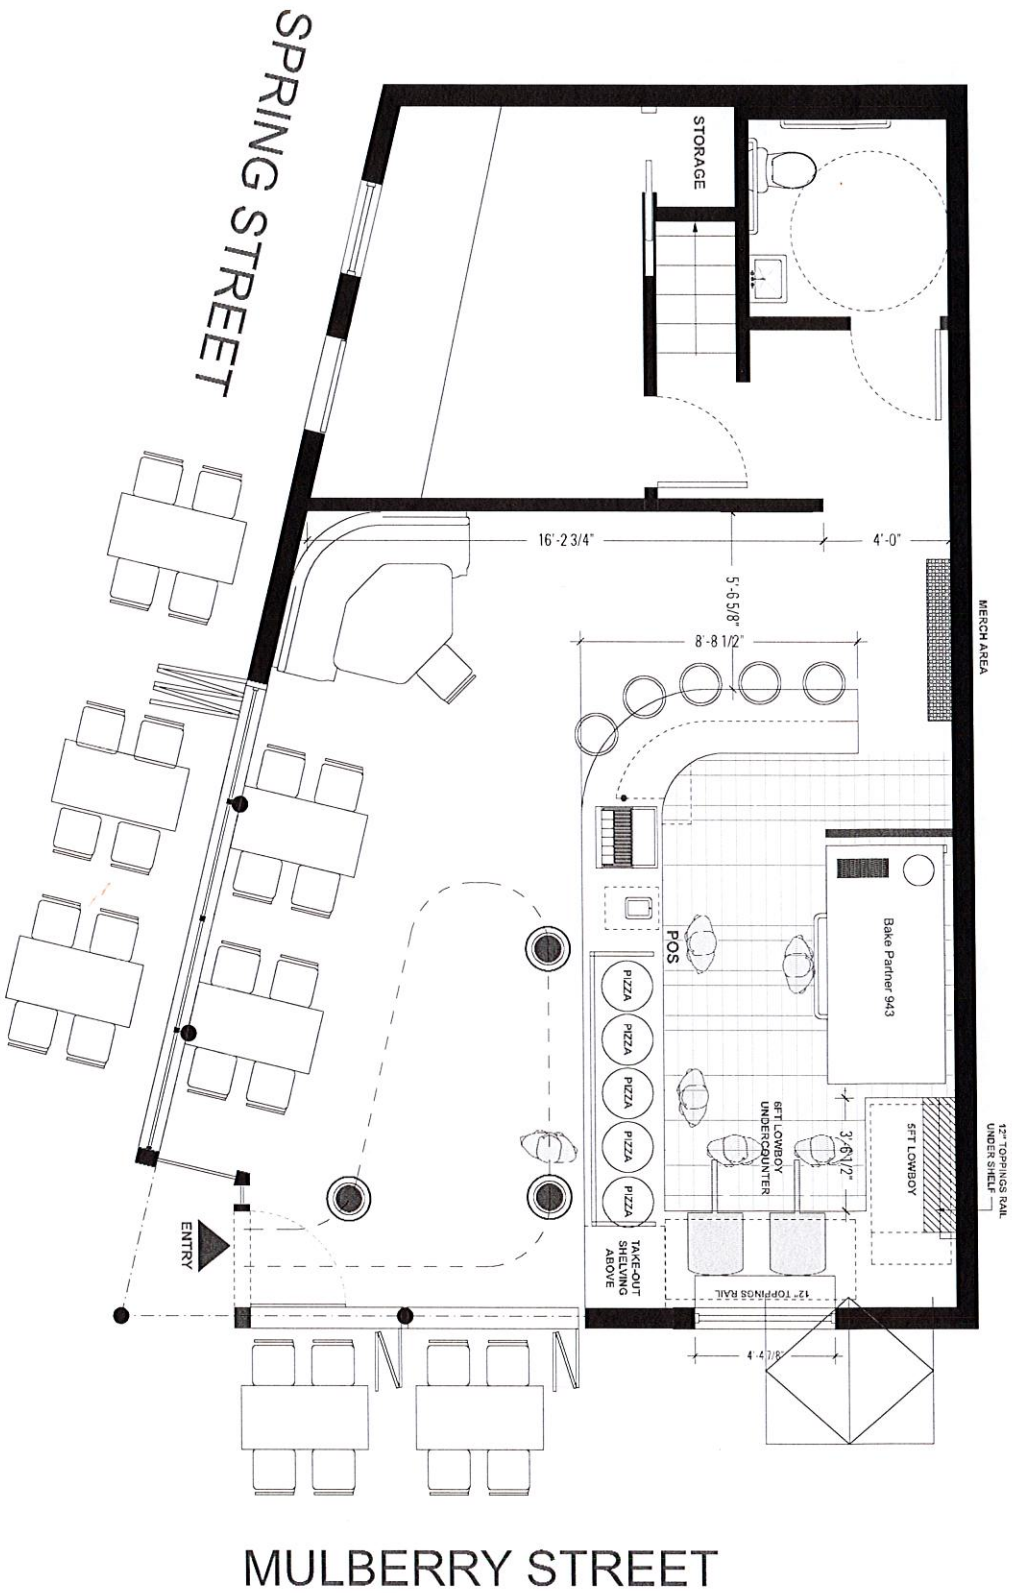 SPRING STREET
STORAGE
16'-2 3/4"
4'-0"
5'-6 5/8"
8'-8 1/2"
MERCH AREA
POS
Bake Partner 943
PIZZA
PIZZA
PIZZA
PIZZA
PIZZA
6FT LOWBOY
UNDERCOUNTER
3'-6 1/2"
5FT LOWBOY
12" TOPPINGS RAIL
UNDER SHELF
ENTRY
TAKE-OUT
SHELVING
ABOVE
12" TOPPINGS RAIL
4'-4 7/8"
MULBERRY STREET